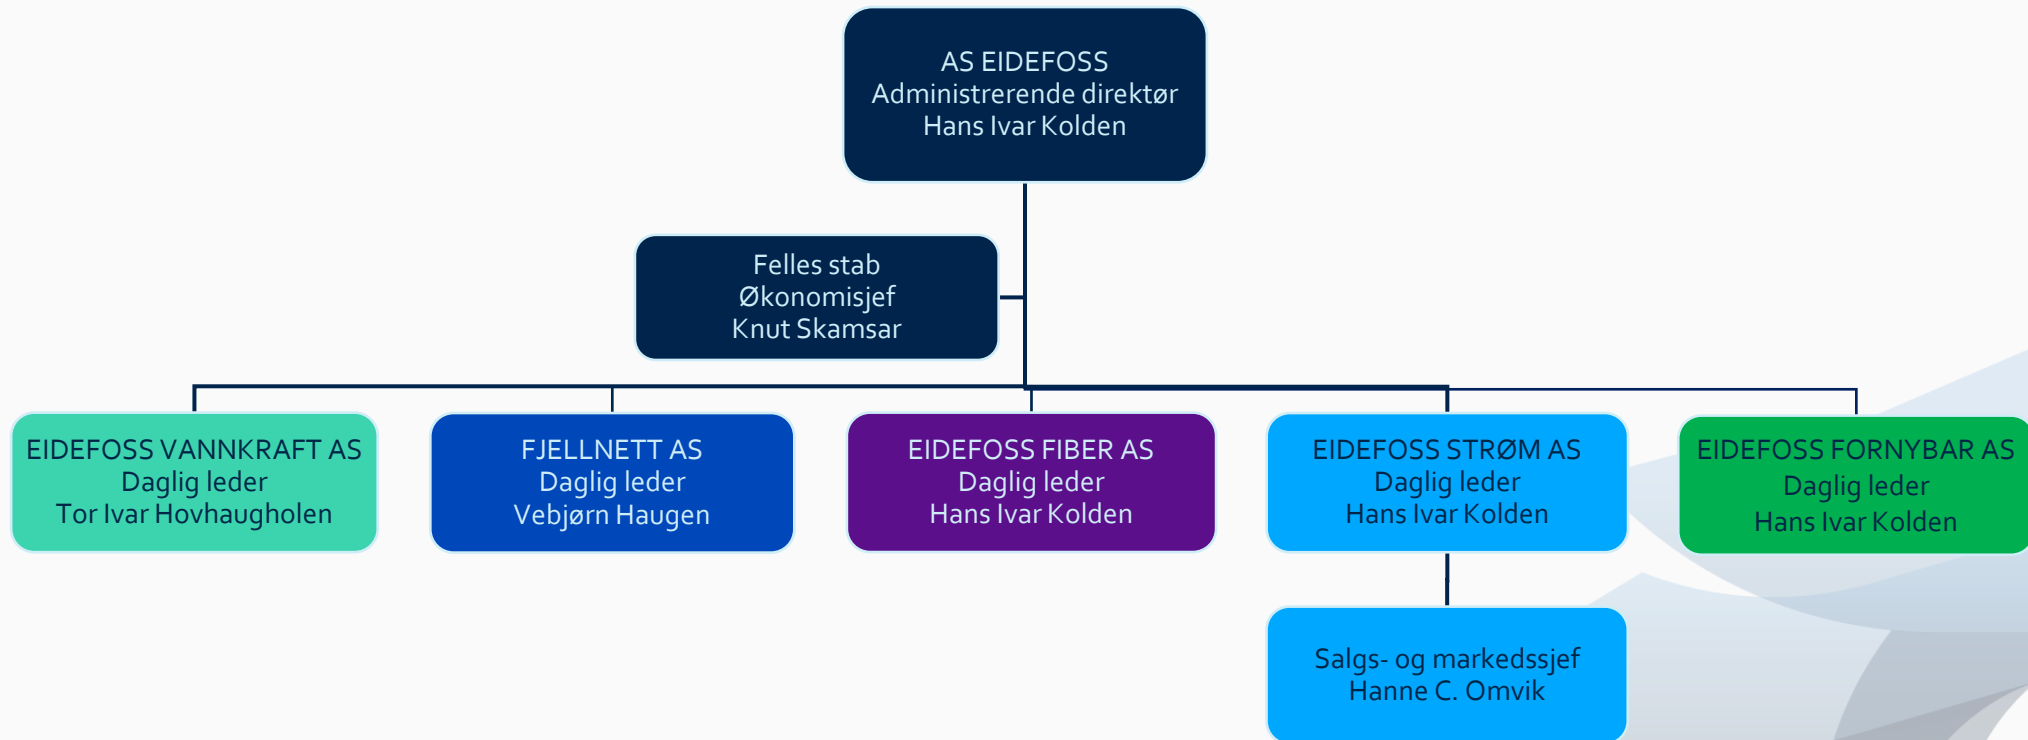 AS EIDEFOSS
Administrerende direktør
Hans Ivar Kolden
Felles stab
Økonomisjef
Knut Skamsar
EIDEFOSS VANNKRAFT AS
Daglig leder
Tor Ivar Hovhaugholen
FJELLNETT AS
Daglig leder
Vebjørn Haugen
EIDEFOSS FIBER AS
Daglig leder
Hans Ivar Kolden
EIDEFOSS STRØM AS
Daglig leder
Hans Ivar Kolden
EIDEFOSS FORNYBAR AS
Daglig leder
Hans Ivar Kolden
Salgs- og markedssjef
Hanne C. Omvik